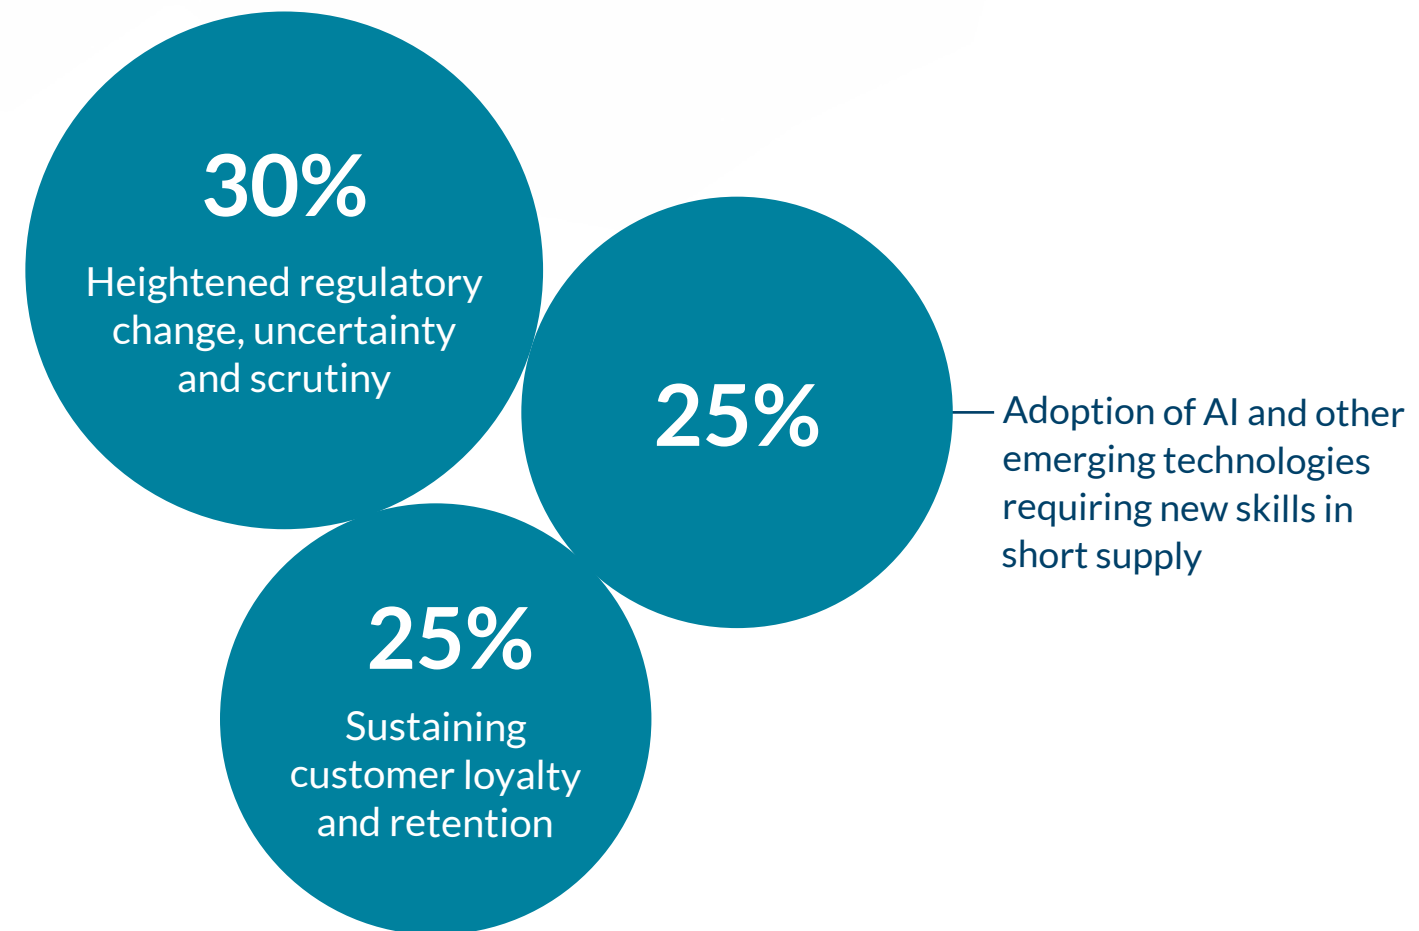 30%
Heightened regulatory
change, uncertainty
and scrutiny
25%
Adoption of AI and other
emerging technologies
requiring new skills in
short supply
25%
Sustaining
customer loyalty
and retention